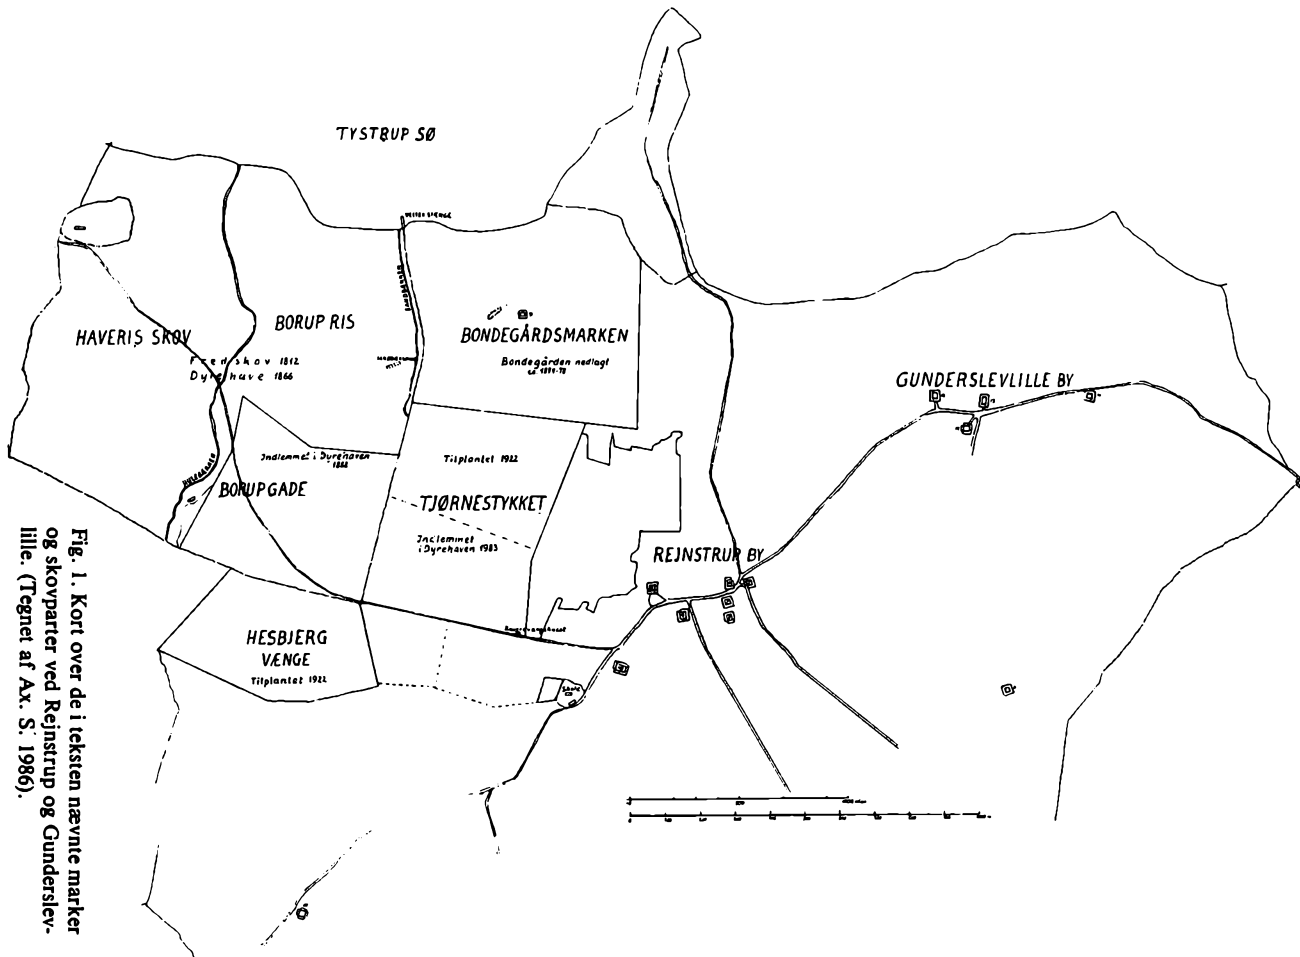 TYSTRUP SØ
HAVERIS SKOV
BORUP RIS
Fredskov 1812
Dyrehave 1866
BONDEGÅRDSMARKEN
Bondegården nedlagt
GUNDERSLEVLILLE BY
Indlemmet i Dyrehaven
1888
BORUPGADE
Tilplantet 1922
TJØRNESTYKKET
Indlemmet
i Dyrehaven 1983
REJNSTRUP BY
HESBJERG
VÆNGE
Tilplantet 1922
Skole
Fig. 1. Kort over de i teksten nævnte marker
og skovparter ved Rejnstrup og Gunderslev-
lille. (Tegnet af Ax. S. 1986).